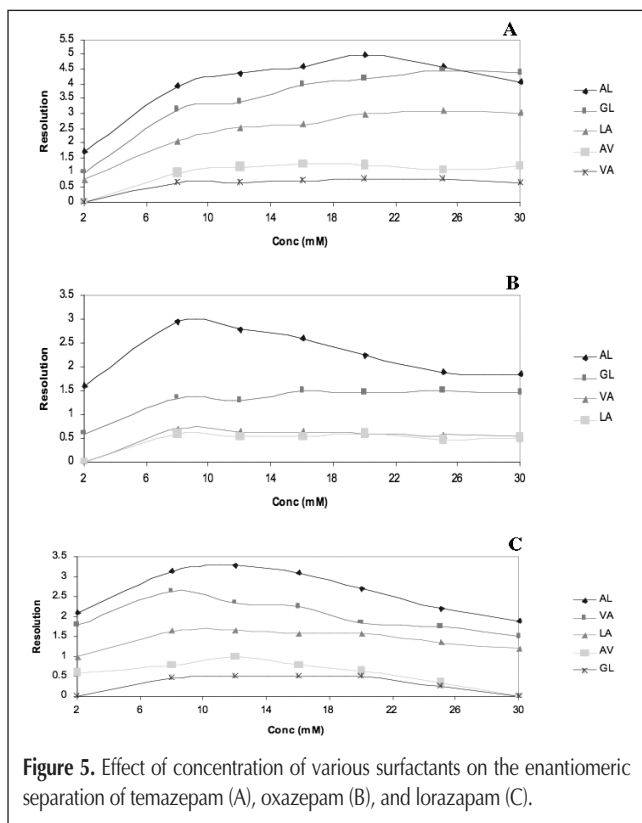 A
5.5
5
4.5
4
3.5
3
2.5
2
1.5
1
0.5
0
Resolution
2 6 10 14 18 22 26 30
Conc (mM)
AL
GL
LA
AV
VA
B
3.5
3
2.5
2
1.5
1
0.5
0
Resolution
2 6 10 14 18 22 26 30
Conc (mM)
AL
GL
VA
LA
C
3.5
3
2.5
2
1.5
1
0.5
0
Resolution
2 6 10 14 18 22 26 30
Conc (mM)
AL
VA
LA
AV
GL
Figure 5. Effect of concentration of various surfactants on the enantiomeric
separation of temazepam (A), oxazepam (B), and lorazapam (C).